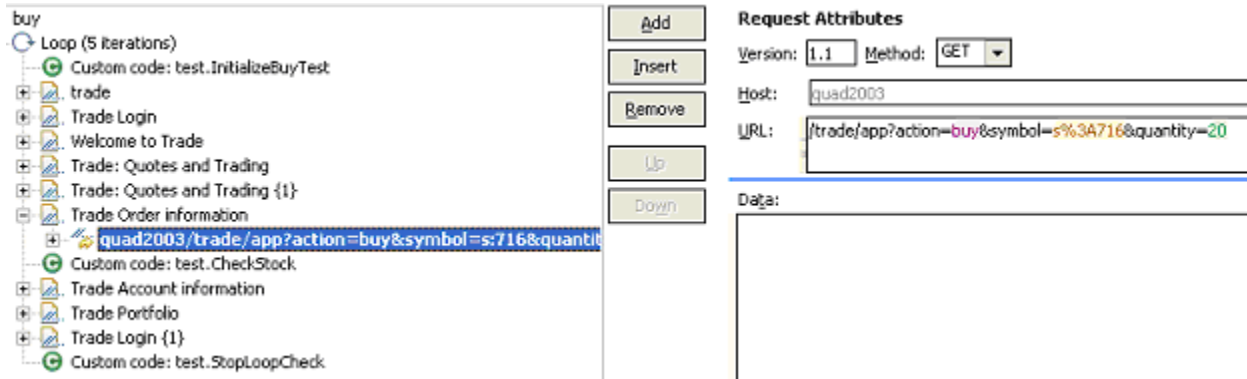 buy
Loop (5 iterations)
Custom code: test.InitializeBuyTest
trade
Trade Login
Welcome to Trade
Trade: Quotes and Trading
Trade: Quotes and Trading {1}
Trade Order information
quad2003/trade/app?action=buy&symbol=s:716&quantit
Custom code: test.CheckStock
Trade Account information
Trade Portfolio
Trade Login {1}
Custom code: test.StopLoopCheck
Add
Insert
Remove
Up
Down
Request Attributes
Version: 1.1 Method: GET
Host: quad2003
URL: /trade/app?action=buy&symbol=s%3A716&quantity=20
Data: